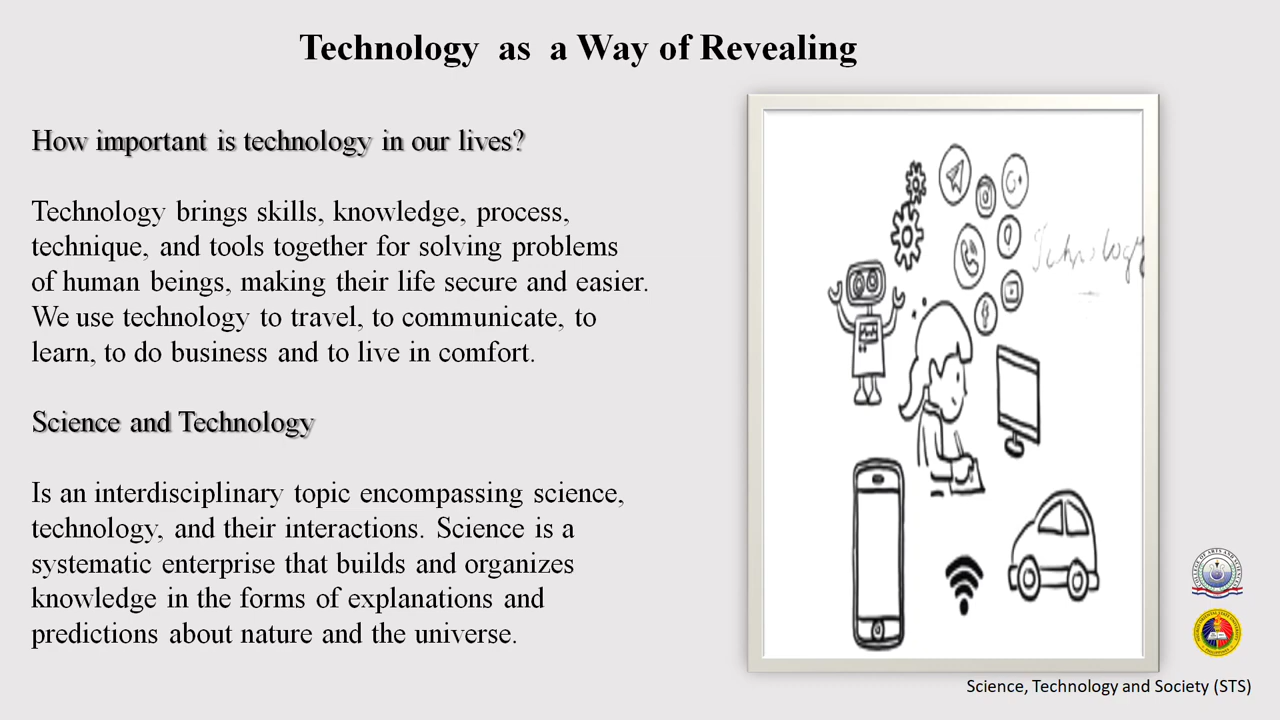 Technology as a Way of Revealing
How important is technology in our lives?
Technology brings skills, knowledge, process,
technique, and tools together for solving problems
of human beings, making their life secure and easier.
We use technology to travel, to communicate, to
learn, to do business and to live in comfort.
Science and Technology
Is an interdisciplinary topic encompassing science,
technology, and their interactions. Science is a
systematic enterprise that builds and organizes
knowledge in the forms of explanations and
predictions about nature and the universe.
Technology
Science, Technology and Society (STS)